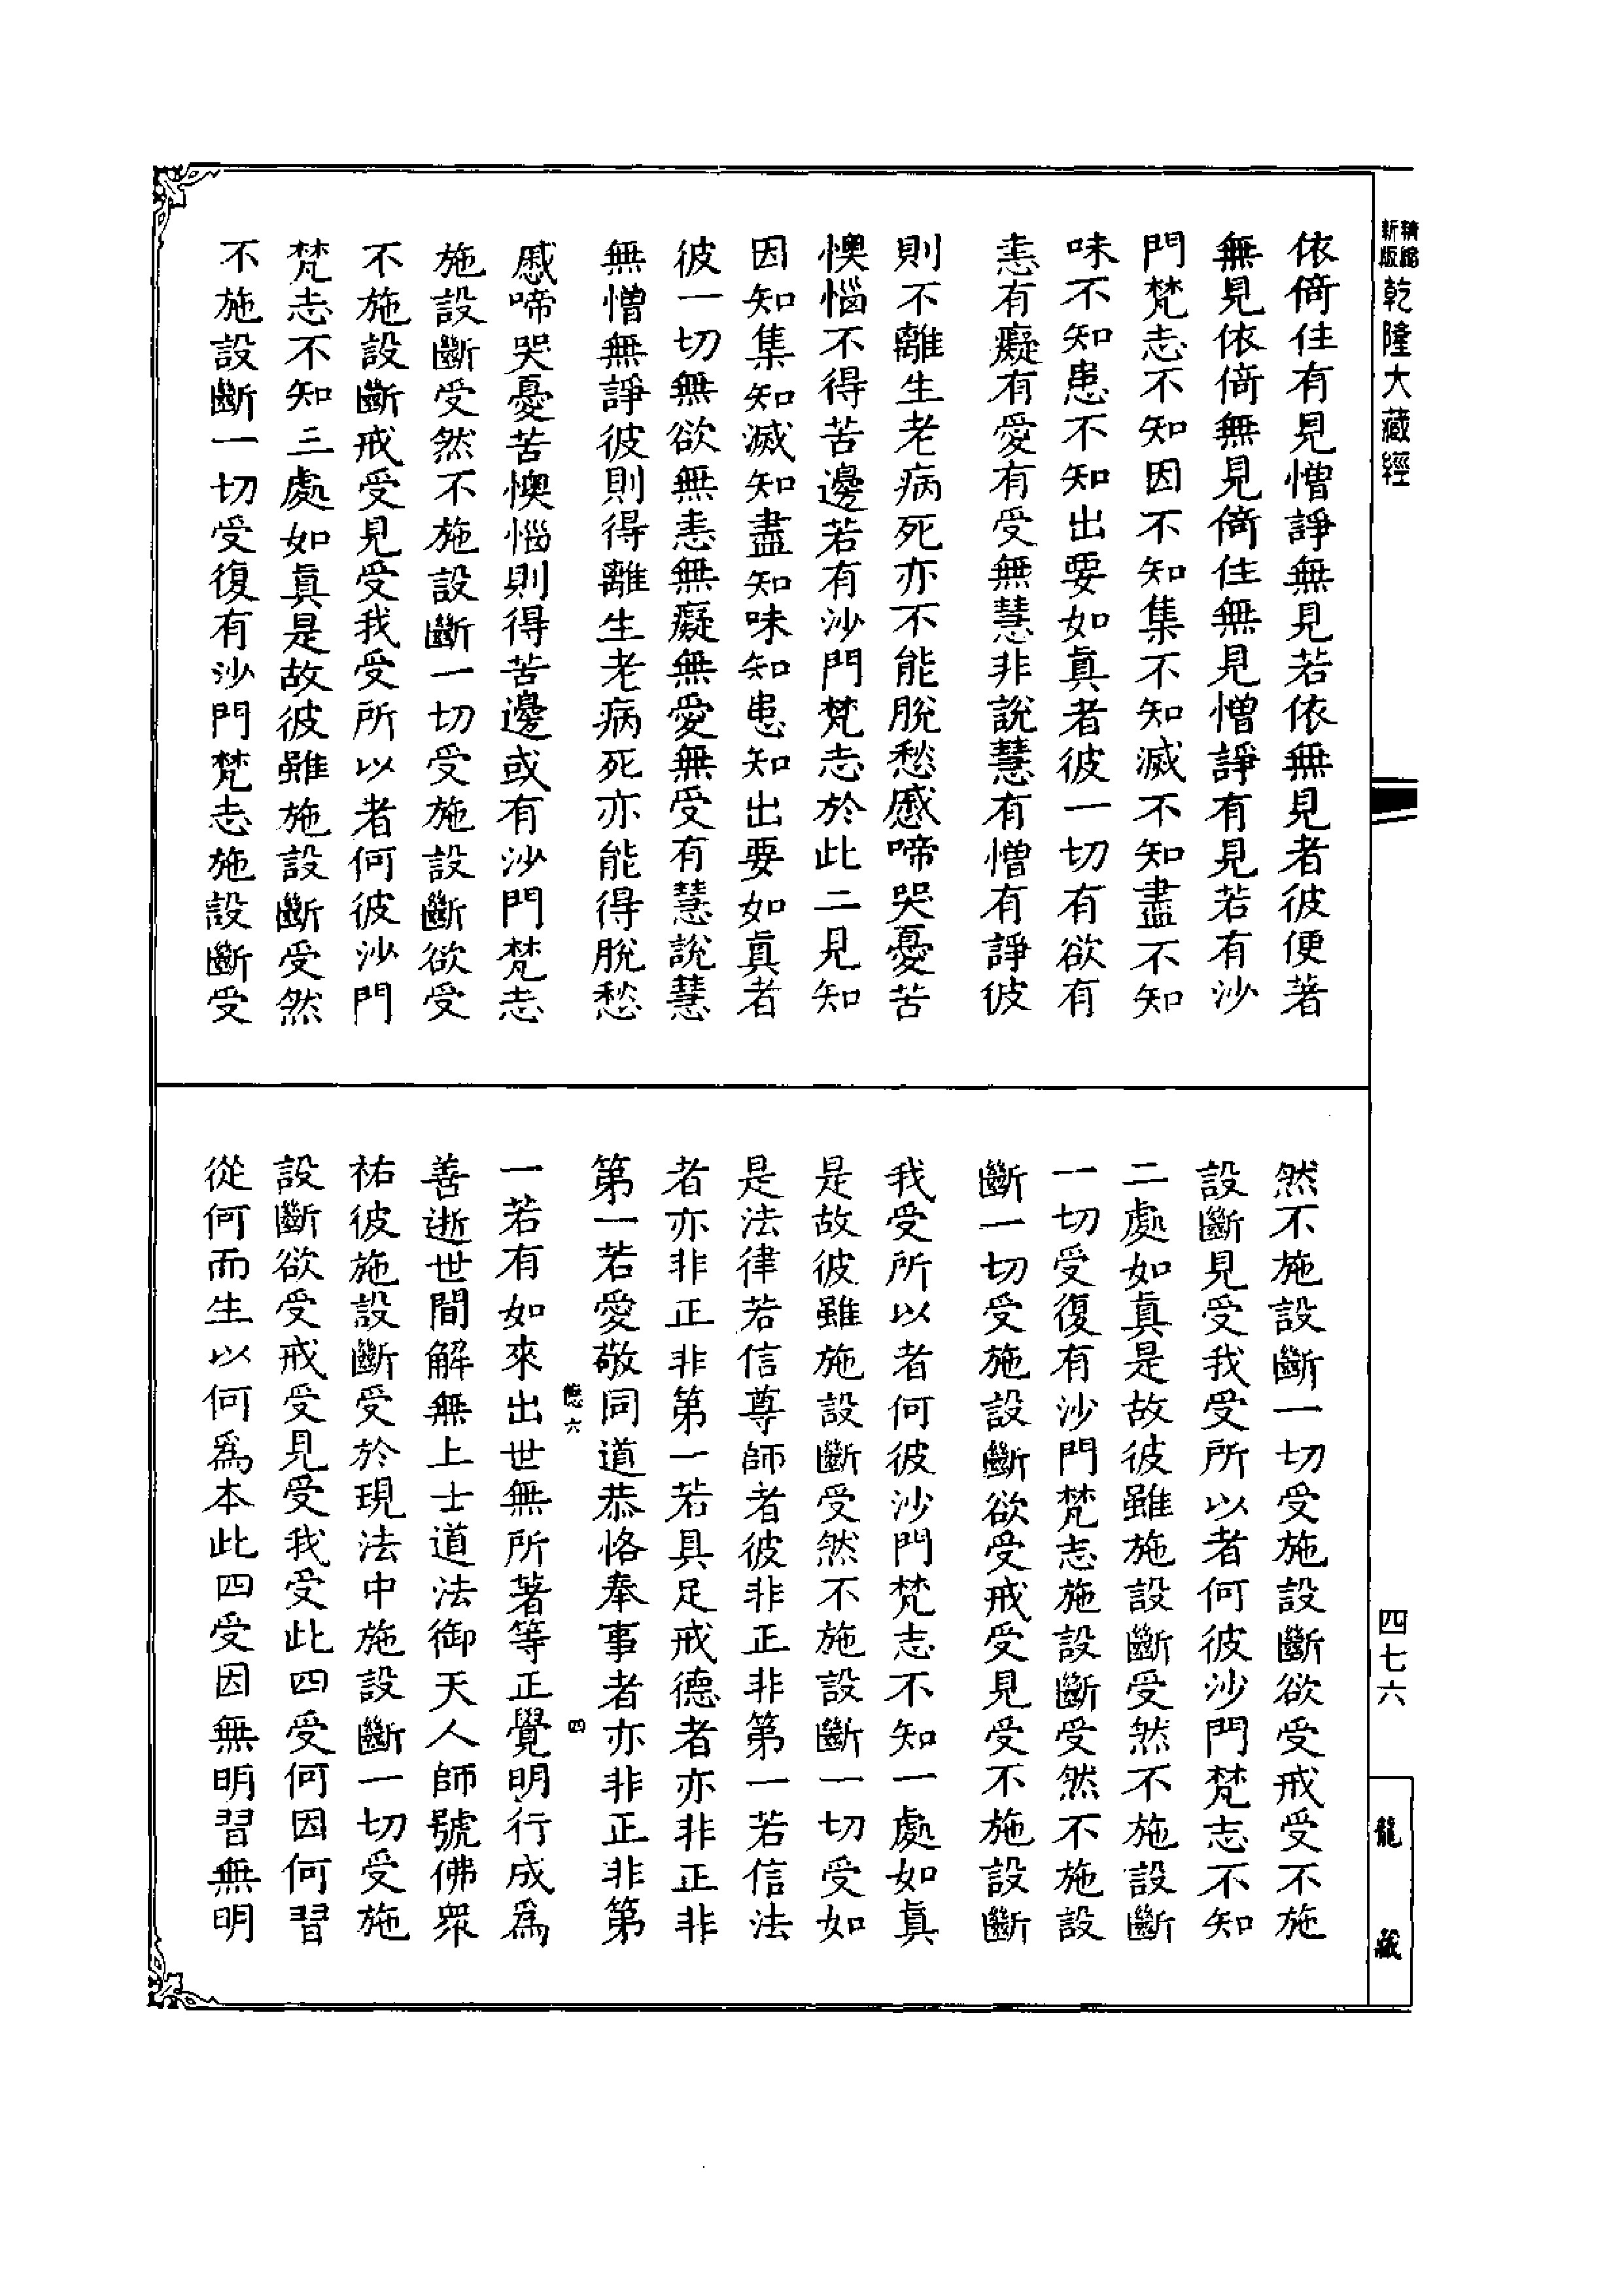 新版精縮
乾隆大藏經
四七六
龍藏
依倚住有見憎諍無見若依無見者彼便著
無見依倚無見倚住無見憎諍有見若有沙
門梵志不知因不知集不知滅不知盡不知
味不知患不知出要如眞者彼一切有欲有
恚有癡有愛有受無慧非說慧有憎有諍彼
則不離生老病死亦不能脫愁慼啼哭憂苦
懊惱不得苦邊若有沙門梵志於此二見知
因知集知滅知盡知味知患知出要如眞者
彼一切無欲無恚無癡無愛無受有慧說慧
無憎無諍彼則得離生老病死亦能得脫愁
慼啼哭憂苦懊惱則得苦邊或有沙門梵志
施設斷受然不施設斷一切受施設斷欲受
不施設斷戒受見受我受所以者何彼沙門
梵志不知三處如眞是故彼雖施設斷受然
不施設斷一切受復有沙門梵志施設斷受
然不施設斷一切受施設斷欲受戒受不施
設斷見受我受所以者何彼沙門梵志不知
二處如眞是故彼雖施設斷受然不施設斷
一切受復有沙門梵志施設斷受然不施設
斷一切受施設斷欲受戒受見受不施設斷
我受所以者何彼沙門梵志不知一處如眞
是故彼雖施設斷受然不施設斷一切受如
是法律若信尊師者彼非正非第一若信法
者亦非正非第一若具足戒德者亦非正非
第一若愛敬同道恭恪奉事者亦非正非第
六 四
一若有如來出世無所著等正覺明行成爲
善逝世間解無上士道法御天人師號佛衆
祐彼施設斷受於現法中施設斷一切受施
設斷欲受戒受見受我受此四受何因何習
從何而生以何爲本此四受因無明習無明